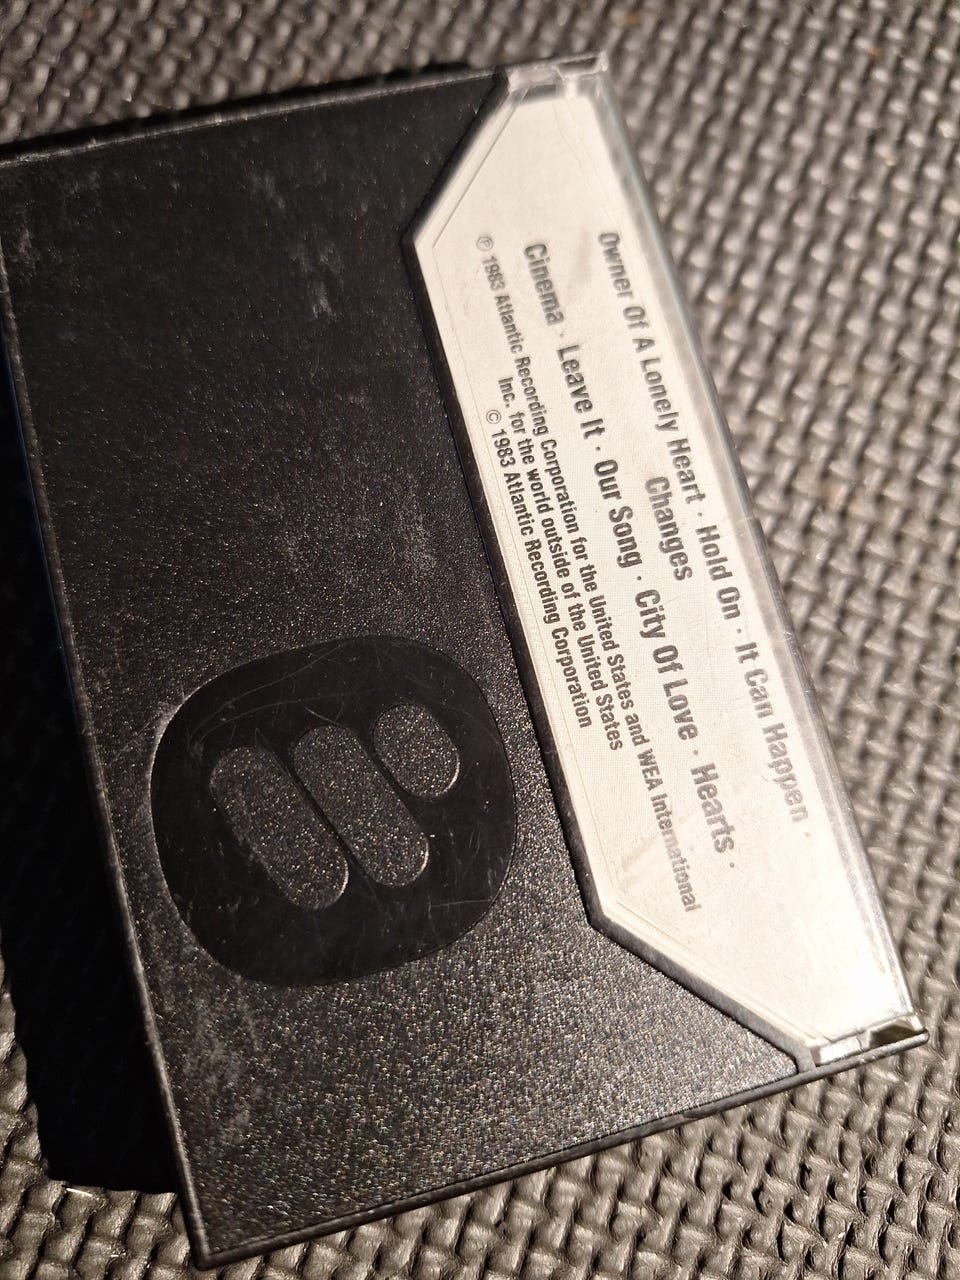 Owner Of A Lonely Heart · Hold On · It Can Happen ·
Changes
Cinema · Leave It · Our Song · City Of Love · Hearts ·
℗ 1983 Atlantic Recording Corporation for the United States and WEA International
Inc. for the world outside of the United States
© 1983 Atlantic Recording Corporation